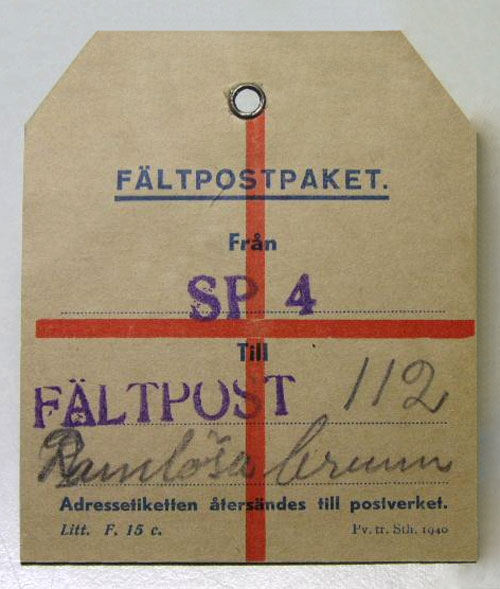 FÄLTPOSTPAKET.
Från
SP 4
Till
FÄLTPOST 112
Ramlösa brunn
Adressetiketten återsändes till postverket.
Litt. F. 15 c. Pv. tr. Sth. 1940